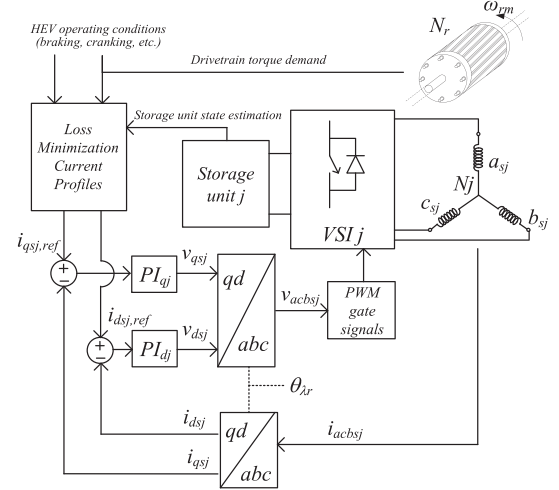 HEV operating conditions
(braking, cranking, etc.)
ω_rm
N_r
Drivetrain torque demand
Loss
Minimization
Current
Profiles
Storage unit state estimation
Storage
unit j
VSI j
a_sj
Nj
c_sj
b_sj
i_qsj,ref
+
−
PI_qj
v_qsj
qd
abc
v_acbsj
PWM
gate
signals
i_dsj,ref
+
−
PI_dj
v_dsj
θ_λr
i_dsj
qd
abc
i_acbsj
i_qsj